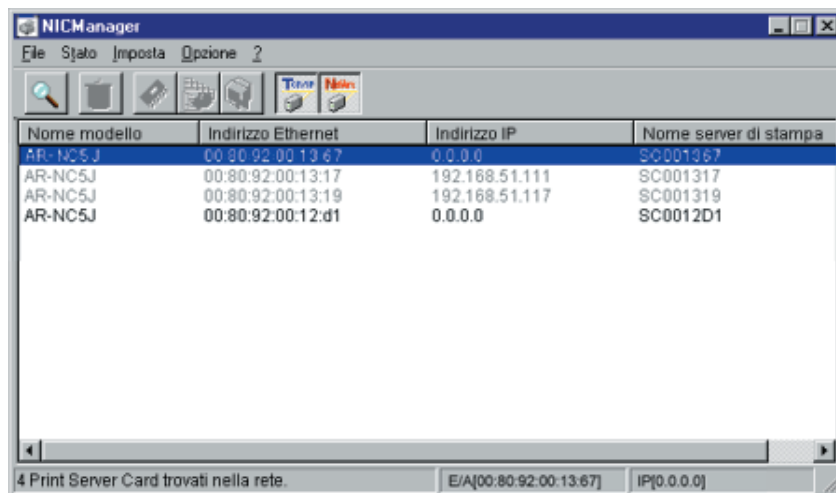 NICManager
File Stato Imposta Opzione ?
Toner
Nome modello Indirizzo Ethernet Indirizzo IP Nome server di stampa
AR-NC5J 00:80:92:00:13:67 0.0.0.0 SC001367
AR-NC5J 00:80:92:00:13:17 192.168.51.111 SC001317
AR-NC5J 00:80:92:00:13:19 192.168.51.117 SC001319
AR-NC5J 00:80:92:00:12:d1 0.0.0.0 SC0012D1
4 Print Server Card trovati nella rete. E/A[00:80:92:00:13:67] IP[0.0.0.0]